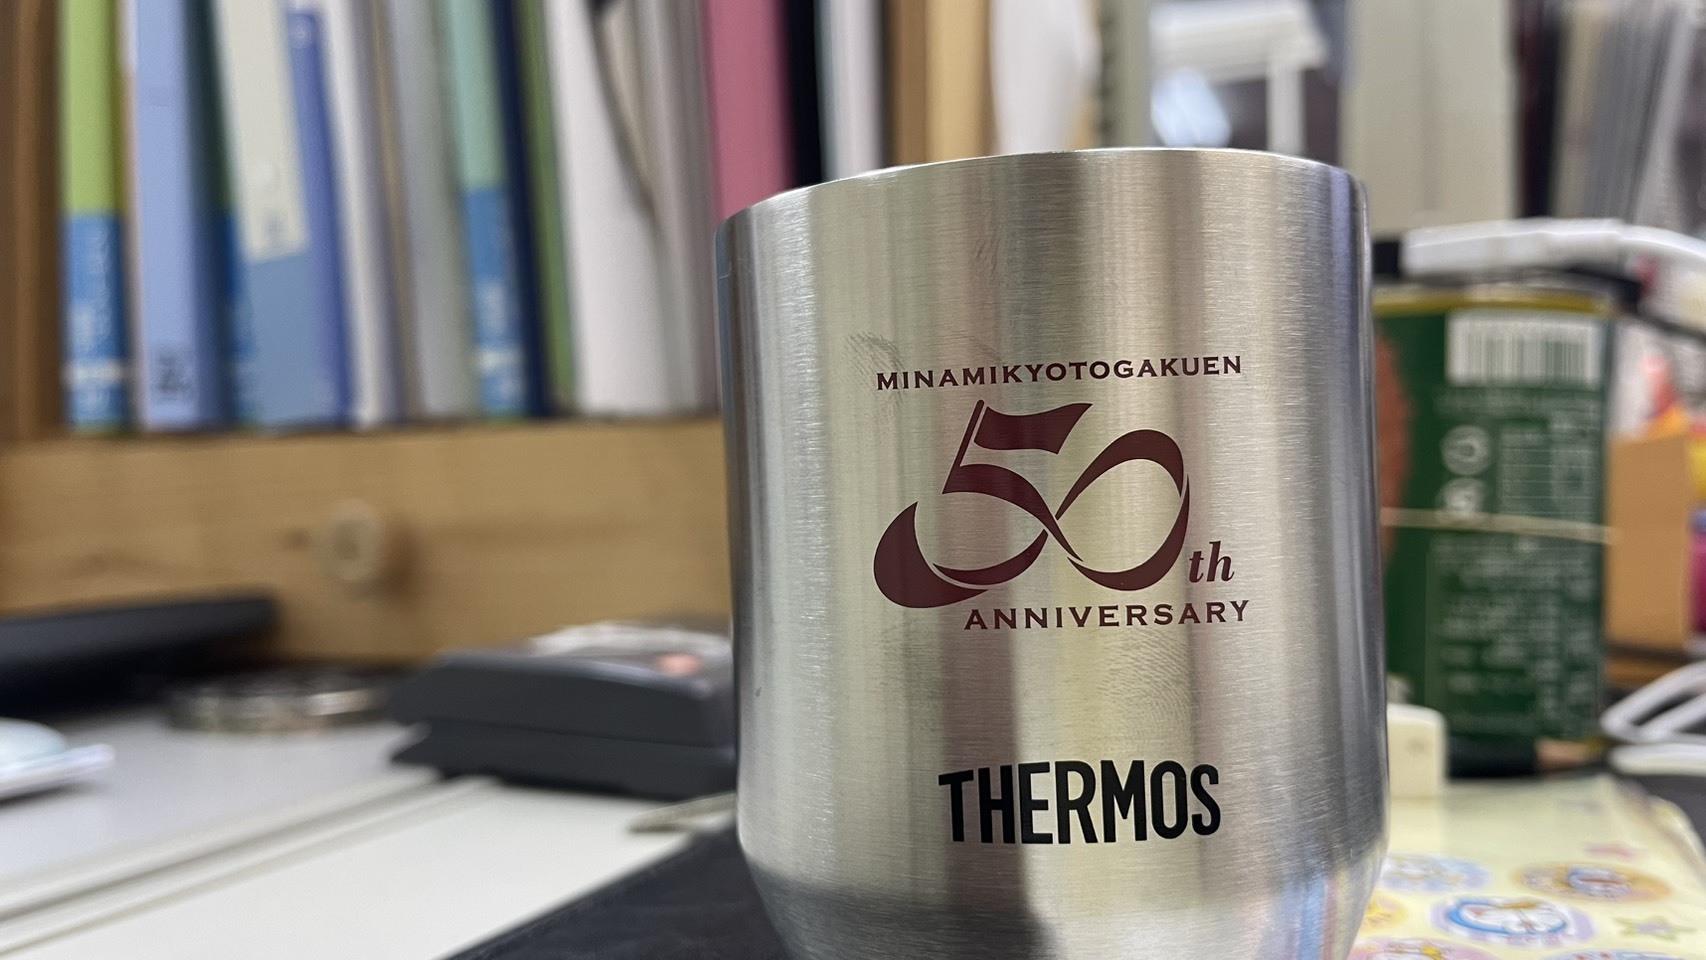 MINAMIKYOTOGAKUEN
50th
ANNIVERSARY
THERMOS